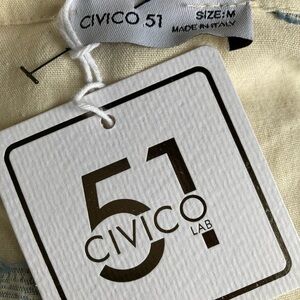 CIVICO 51
SIZE: M
MADE IN ITALY
51
CIVICO
LAB